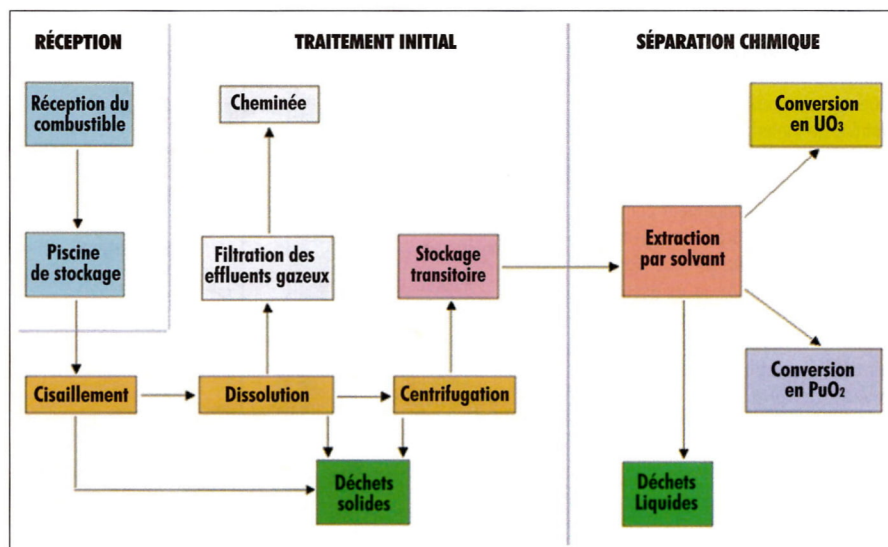 RÉCEPTION
TRAITEMENT INITIAL
SÉPARATION CHIMIQUE
Réception du
combustible
Cheminée
Conversion
en UO₃
Piscine
de stockage
Filtration des
effluents gazeux
Stockage
transitoire
Extraction
par solvant
Cisaillement
Dissolution
Centrifugation
Conversion
en PuO₂
Déchets
solides
Déchets
Liquides